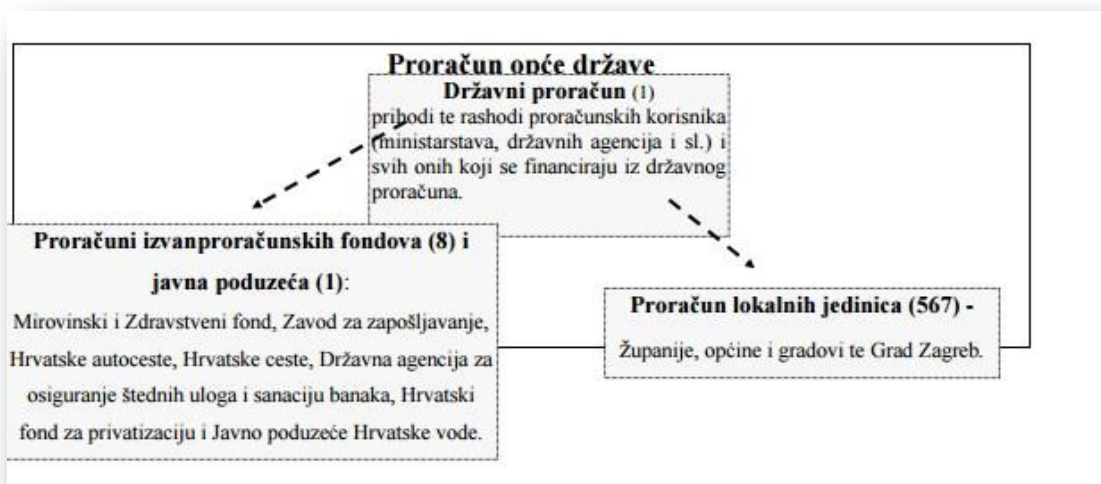 Proračun opće države
Državni proračun (1)
prihodi te rashodi proračunskih korisnika
(ministarstava, državnih agencija i sl.) i
svih onih koji se financiraju iz državnog
proračuna.
Proračuni izvanproračunskih fondova (8) i
javna poduzeća (1):
Mirovinski i Zdravstveni fond, Zavod za zapošljavanje,
Hrvatske autoceste, Hrvatske ceste, Državna agencija za
osiguranje štednih uloga i sanaciju banaka, Hrvatski
fond za privatizaciju i Javno poduzeće Hrvatske vode.
Proračun lokalnih jedinica (567) -
Županije, općine i gradovi te Grad Zagreb.